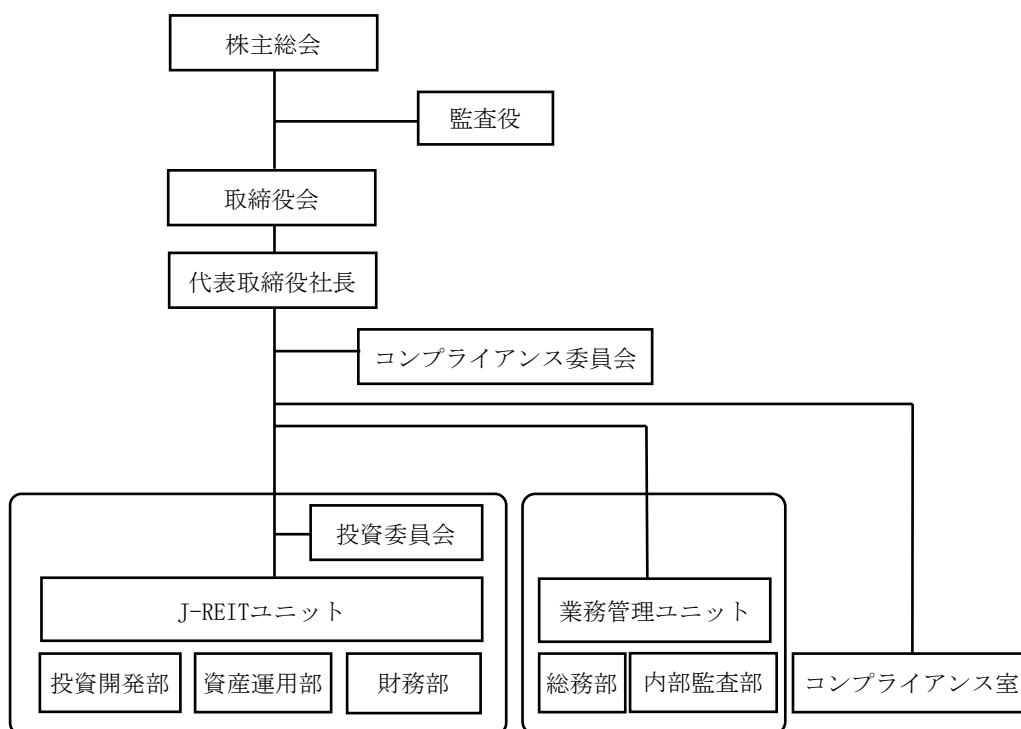 株主総会
監査役
取締役会
代表取締役社長
コンプライアンス委員会
投資委員会
J-REITユニット
業務管理ユニット
投資開発部
資産運用部
財務部
総務部
内部監査部
コンプライアンス室